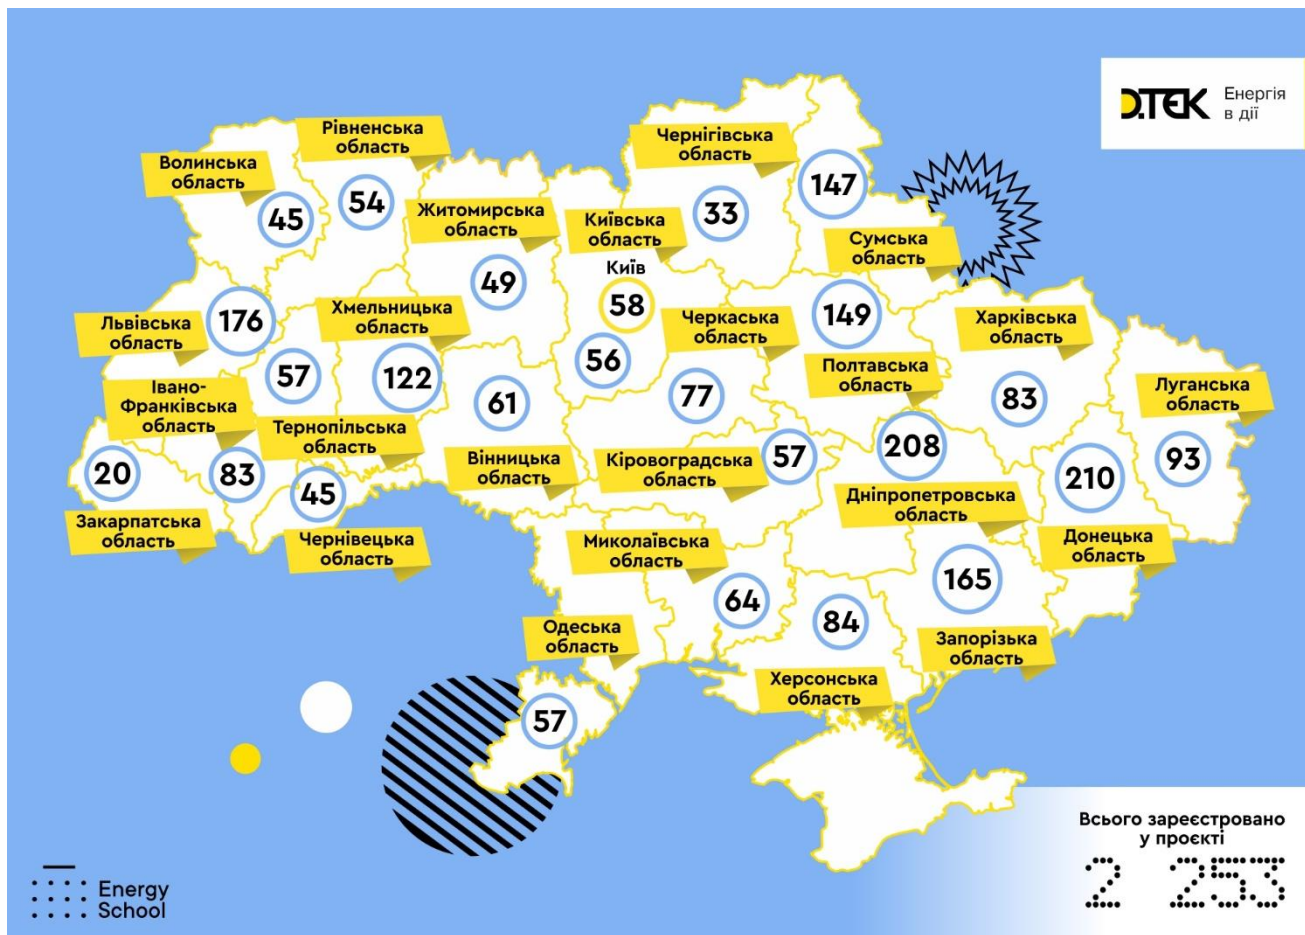 ДТЕК
Енергія
в дії
Рівненська
область
54
Волинська
область
45
Чернігівська
область
33
147
Сумська
область
Житомирська
область
49
Київська
область
Київ
58
56
Львівська
область
176
Хмельницька
область
122
57
Тернопільська
область
Черкаська
область
77
149
Полтавська
область
Харківська
область
83
Луганська
область
93
Івано-
Франківська
область
83
20
Закарпатська
область
45
Чернівецька
область
61
Вінницька
область
Кіровоградська
область
57
208
Дніпропетровська
область
210
Донецька
область
Миколаївська
область
64
84
Херсонська
область
165
Запорізька
область
Одеська
область
57
Всього зареєстровано
у проєкті
2 253
Energy
School